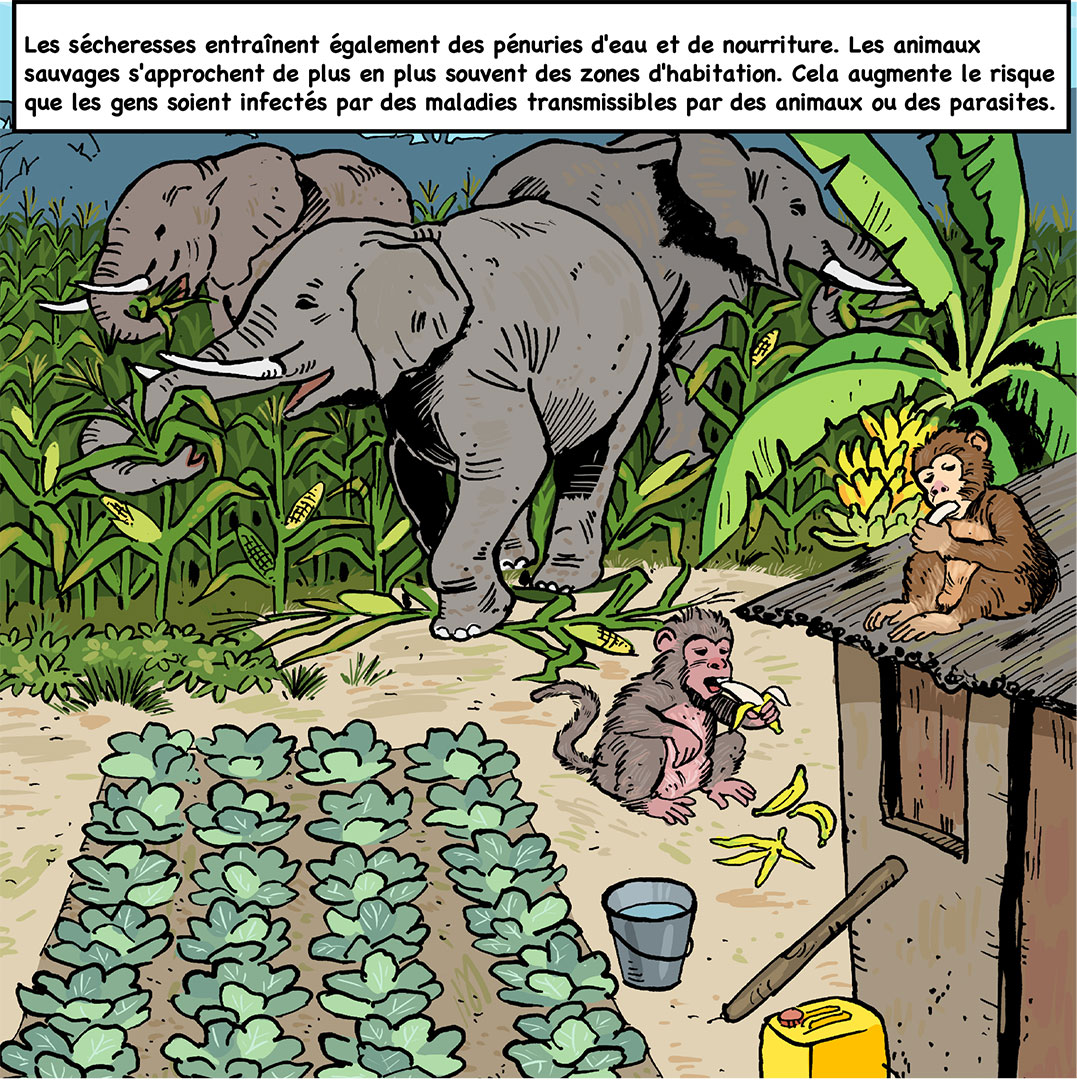 Les sécheresses entraînent également des pénuries d'eau et de nourriture. Les animaux
sauvages s'approchent de plus en plus souvent des zones d'habitation. Cela augmente le risque
que les gens soient infectés par des maladies transmissibles par des animaux ou des parasites.